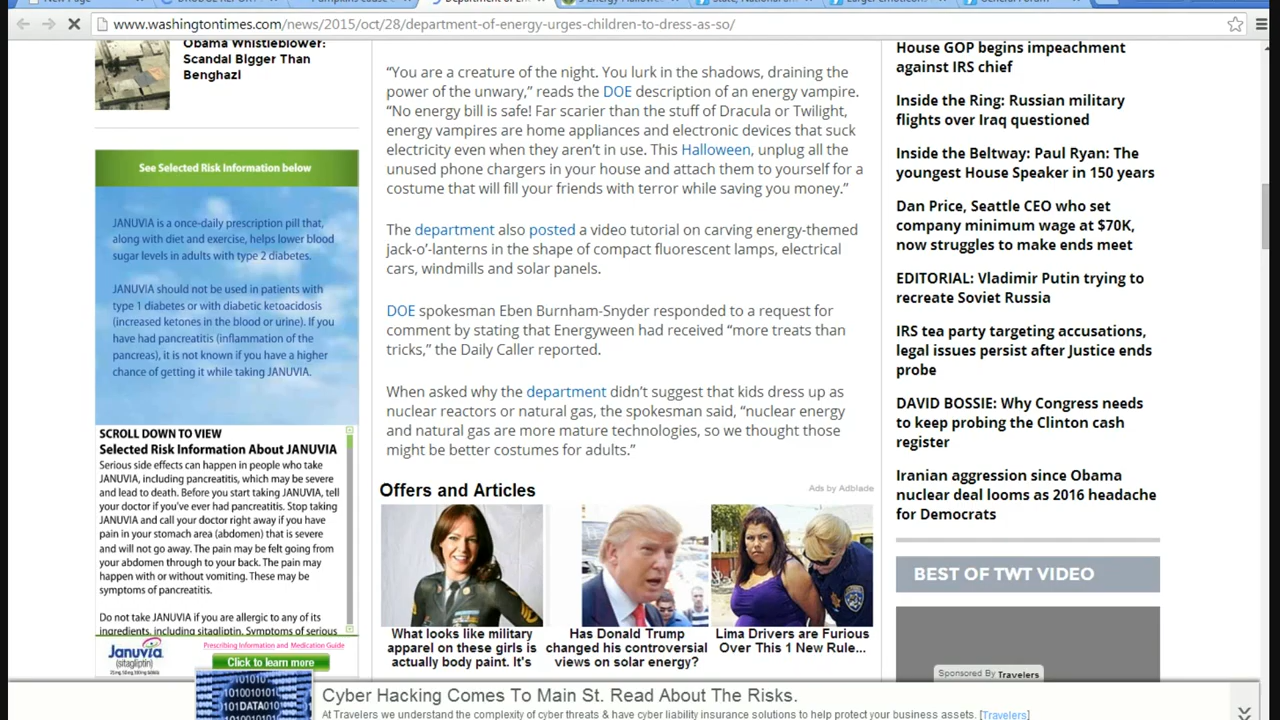 www.washingtontimes.com/news/2015/oct/28/department-of-energy-urges-children-to-dress-as-so/
Obama Whistleblower:
Scandal Bigger Than
Benghazi
See Selected Risk Information below
JANUVIA is a once-daily prescription pill that,
along with diet and exercise, helps lower blood
sugar levels in adults with type 2 diabetes.
JANUVIA should not be used in patients with
type 1 diabetes or with diabetic ketoacidosis
(increased ketones in the blood or urine). If you
have had pancreatitis (inflammation of the
pancreas), it is not known if you have a higher
chance of getting it while taking JANUVIA.
SCROLL DOWN TO VIEW
Selected Risk Information About JANUVIA
Serious side effects can happen in people who take
JANUVIA, including pancreatitis, which may be severe
and lead to death. Before you start taking JANUVIA, tell
your doctor if you've ever had pancreatitis. Stop taking
JANUVIA and call your doctor right away if you have
pain in your stomach area (abdomen) that is severe
and will not go away. The pain may be felt going from
your abdomen through to your back. The pain may
happen with or without vomiting. These may be
symptoms of pancreatitis.
Do not take JANUVIA if you are allergic to any of its
ingredients, including sitagliptin. Symptoms of serious
Januvia
(sitagliptin)
Prescribing Information and Medication Guide
Click to learn more
“You are a creature of the night. You lurk in the shadows, draining the
power of the unwary,” reads the DOE description of an energy vampire.
“No energy bill is safe! Far scarier than the stuff of Dracula or Twilight,
energy vampires are home appliances and electronic devices that suck
electricity even when they aren’t in use. This Halloween, unplug all the
unused phone chargers in your house and attach them to yourself for a
costume that will fill your friends with terror while saving you money.”
The department also posted a video tutorial on carving energy-themed
jack-o’-lanterns in the shape of compact fluorescent lamps, electrical
cars, windmills and solar panels.
DOE spokesman Eben Burnham-Snyder responded to a request for
comment by stating that Energyween had received “more treats than
tricks,” the Daily Caller reported.
When asked why the department didn’t suggest that kids dress up as
nuclear reactors or natural gas, the spokesman said, “nuclear energy
and natural gas are more mature technologies, so we thought those
might be better costumes for adults.”
Offers and Articles
Ads by Adblade
What looks like military
apparel on these girls is
actually body paint. It's
Has Donald Trump
changed his controversial
views on solar energy?
Lima Drivers are Furious
Over This 1 New Rule...
House GOP begins impeachment
against IRS chief
Inside the Ring: Russian military
flights over Iraq questioned
Inside the Beltway: Paul Ryan: The
youngest House Speaker in 150 years
Dan Price, Seattle CEO who set
company minimum wage at $70K,
now struggles to make ends meet
EDITORIAL: Vladimir Putin trying to
recreate Soviet Russia
IRS tea party targeting accusations,
legal issues persist after Justice ends
probe
DAVID BOSSIE: Why Congress needs
to keep probing the Clinton cash
register
Iranian aggression since Obama
nuclear deal looms as 2016 headache
for Democrats
BEST OF TWT VIDEO
Sponsored By Travelers
Cyber Hacking Comes To Main St. Read About The Risks.
At Travelers we understand the complexity of cyber threats & have cyber liability insurance solutions to help protect your business assets. [Travelers]